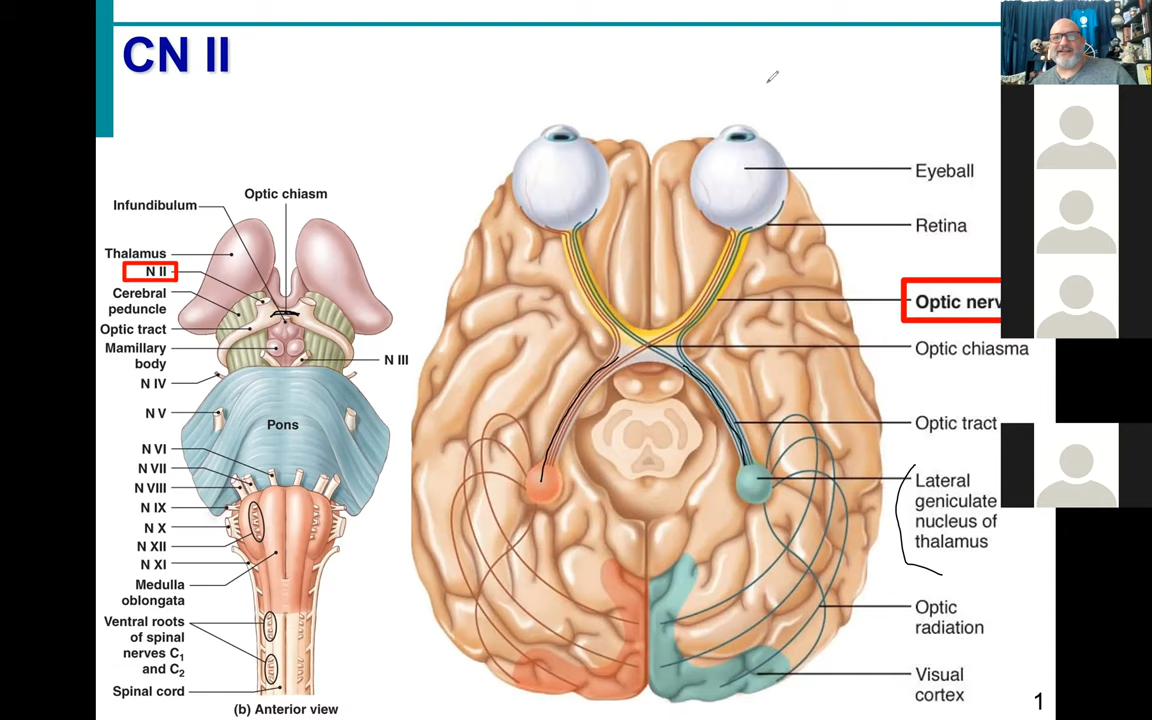 CN II
Optic chiasm
Infundibulum
Thalamus
N II
Cerebral
peduncle
Optic tract
Mamillary
body
N III
N IV
N V
Pons
N VI
N VII
N VIII
N IX
N X
N XII
N XI
Medulla
oblongata
Ventral roots
of spinal
nerves C1
and C2
Spinal cord
(b) Anterior view
Eyeball
Retina
Optic nerv
Optic chiasma
Optic tract
Lateral
geniculate
nucleus of
thalamus
Optic
radiation
Visual
cortex
1